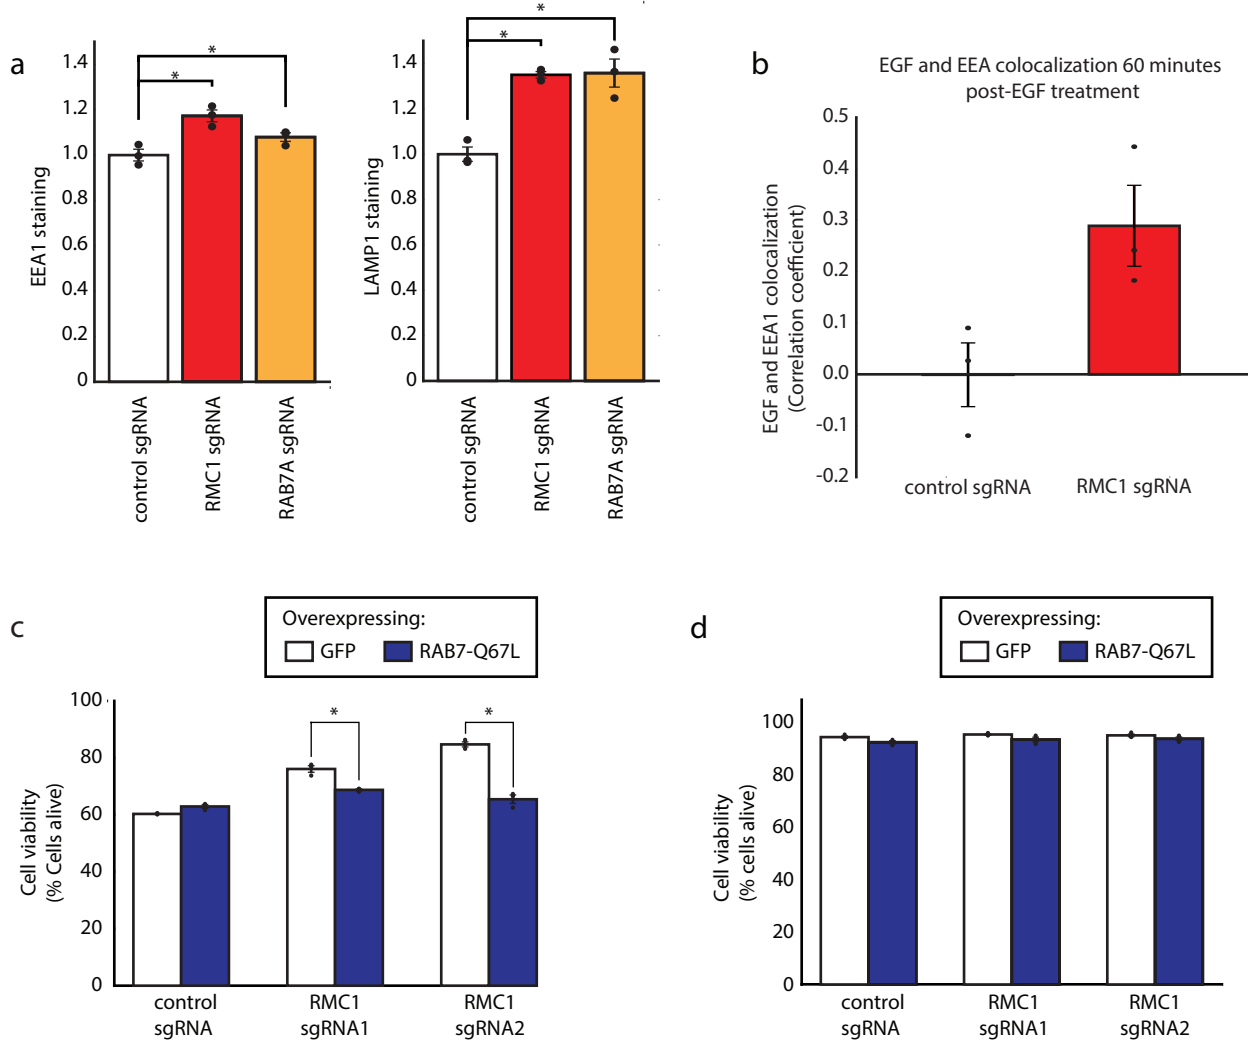 a
EEA1 staining
1.4
1.2
1.0
0.8
0.6
0.4
0.2
0
*
*
control sgRNA
RMC1 sgRNA
RAB7A sgRNA
LAMP1 staining
1.4
1.2
1.0
0.8
0.6
0.4
0.2
0
*
*
control sgRNA
RMC1 sgRNA
RAB7A sgRNA
b
EGF and EEA colocalization 60 minutes
post-EGF treatment
EGF and EEA1 colocalization
(Correlation coefficient)
0.5
0.4
0.3
0.2
0.1
0.0
-0.1
-0.2
control sgRNA
RMC1 sgRNA
c
Overexpressing:
GFP
RAB7-Q67L
Cell viability
(% Cells alive)
100
80
60
40
20
0
*
*
control
sgRNA
RMC1
sgRNA1
RMC1
sgRNA2
d
Overexpressing:
GFP
RAB7-Q67L
Cell viability
(% cells alive)
100
80
60
40
20
0
control
sgRNA
RMC1
sgRNA1
RMC1
sgRNA2